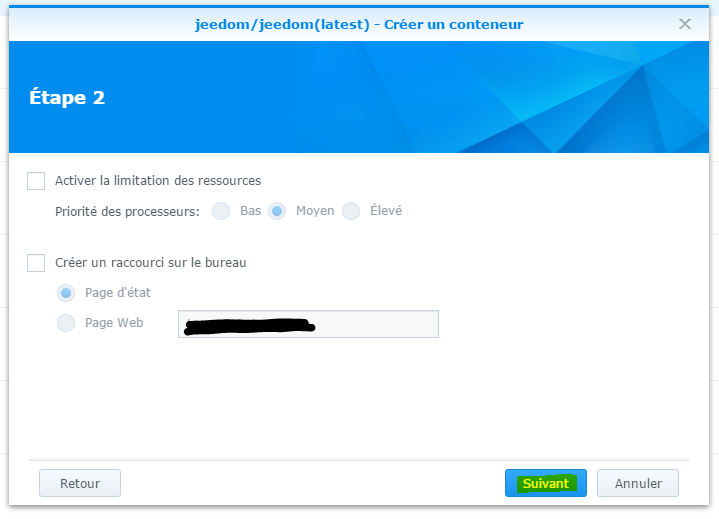 jeedom/jeedom(latest) - Créer un conteneur
Étape 2
Activer la limitation des ressources
Priorité des processeurs: Bas Moyen Élevé
Créer un raccourci sur le bureau
Page d'état
Page Web
Retour Suivant Annuler